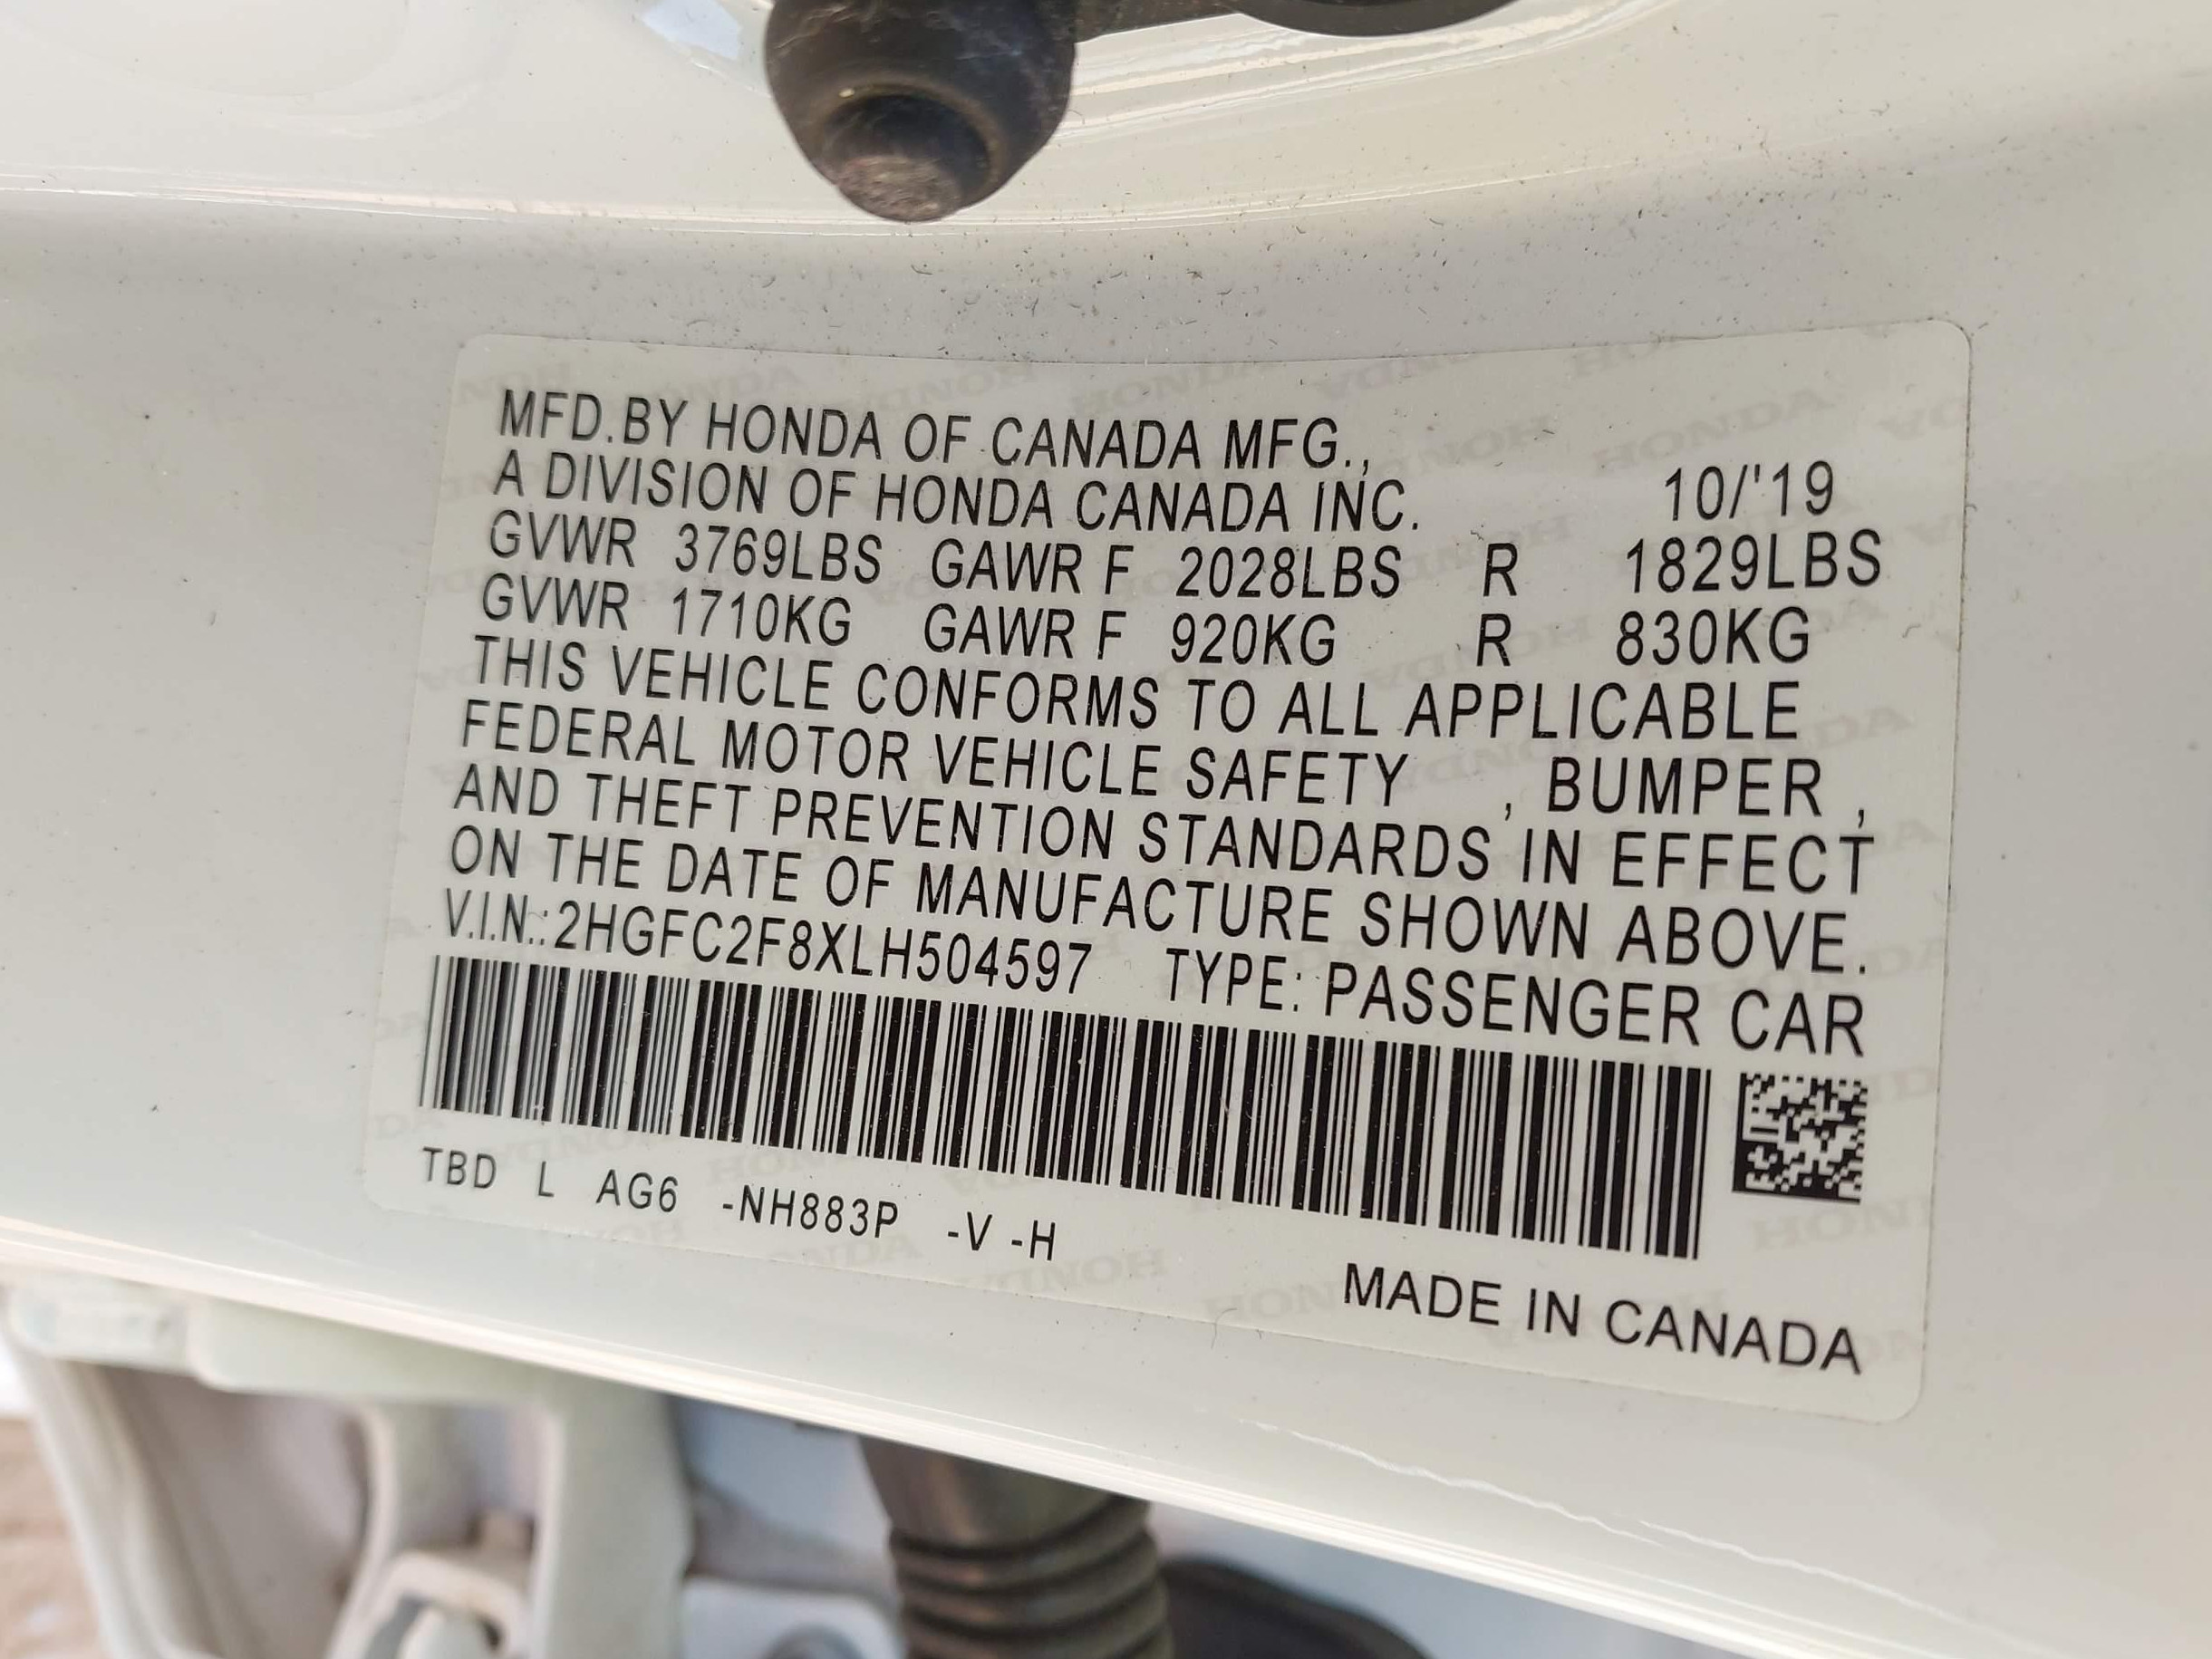 MFD.BY HONDA OF CANADA MFG.,
A DIVISION OF HONDA CANADA INC. 10/'19
GVWR 3769LBS GAWR F 2028LBS R 1829LBS
GVWR 1710KG GAWR F 920KG R 830KG
THIS VEHICLE CONFORMS TO ALL APPLICABLE
FEDERAL MOTOR VEHICLE SAFETY , BUMPER ,
AND THEFT PREVENTION STANDARDS IN EFFECT
ON THE DATE OF MANUFACTURE SHOWN ABOVE.
V.I.N.:2HGFC2F8XLH504597 TYPE: PASSENGER CAR
TBD L AG6 -NH883P -V -H
MADE IN CANADA